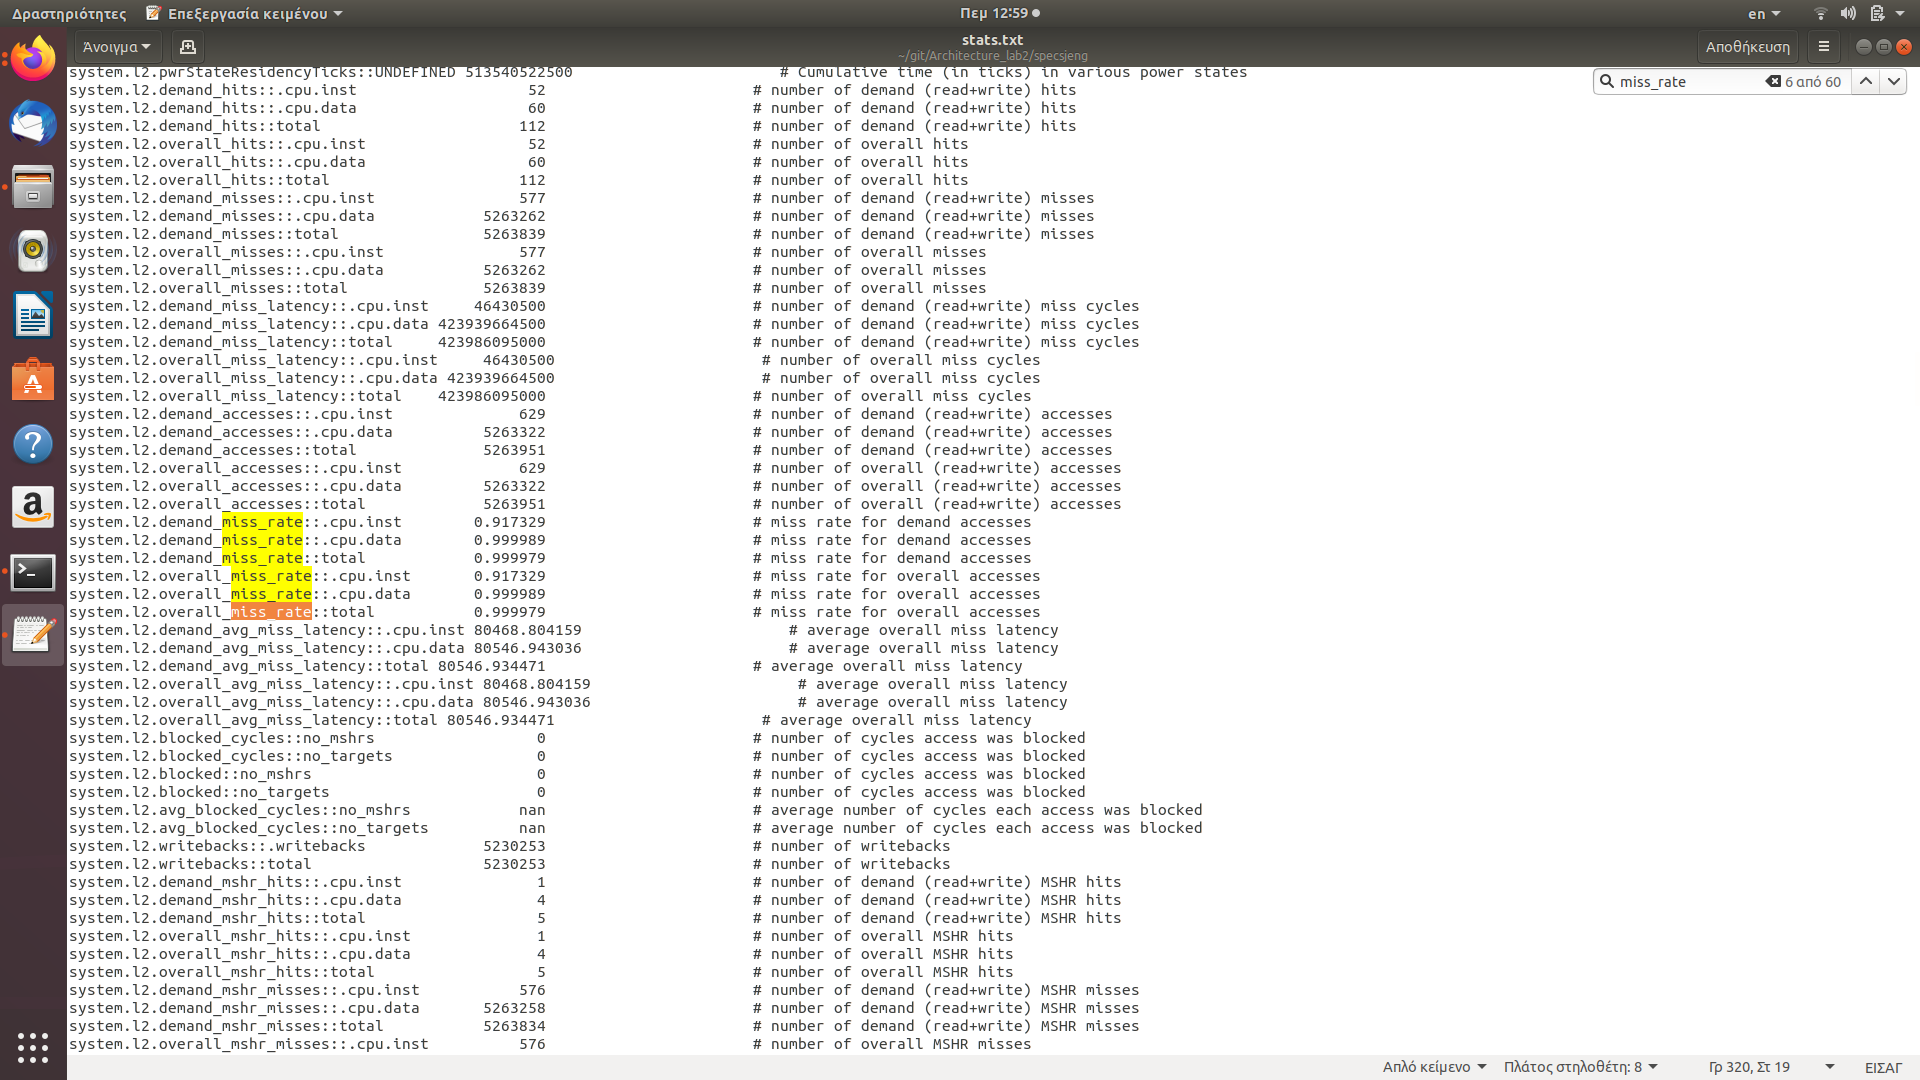 Δραστηριότητες Επεξεργασία κειμένου Πεμ 12:59 en
Άνοιγμα stats.txt Αποθήκευση
~/git/Architecture_lab2/specsjeng
miss_rate 6 από 60
system.l2.pwrStateResidencyTicks::UNDEFINED 513540522500 # Cumulative time (in ticks) in various power states
system.l2.demand_hits::.cpu.inst 52 # number of demand (read+write) hits
system.l2.demand_hits::.cpu.data 60 # number of demand (read+write) hits
system.l2.demand_hits::total 112 # number of demand (read+write) hits
system.l2.overall_hits::.cpu.inst 52 # number of overall hits
system.l2.overall_hits::.cpu.data 60 # number of overall hits
system.l2.overall_hits::total 112 # number of overall hits
system.l2.demand_misses::.cpu.inst 577 # number of demand (read+write) misses
system.l2.demand_misses::.cpu.data 5263262 # number of demand (read+write) misses
system.l2.demand_misses::total 5263839 # number of demand (read+write) misses
system.l2.overall_misses::.cpu.inst 577 # number of overall misses
system.l2.overall_misses::.cpu.data 5263262 # number of overall misses
system.l2.overall_misses::total 5263839 # number of overall misses
system.l2.demand_miss_latency::.cpu.inst 46430500 # number of demand (read+write) miss cycles
system.l2.demand_miss_latency::.cpu.data 423939664500 # number of demand (read+write) miss cycles
system.l2.demand_miss_latency::total 423986095000 # number of demand (read+write) miss cycles
system.l2.overall_miss_latency::.cpu.inst 46430500 # number of overall miss cycles
system.l2.overall_miss_latency::.cpu.data 423939664500 # number of overall miss cycles
system.l2.overall_miss_latency::total 423986095000 # number of overall miss cycles
system.l2.demand_accesses::.cpu.inst 629 # number of demand (read+write) accesses
system.l2.demand_accesses::.cpu.data 5263322 # number of demand (read+write) accesses
system.l2.demand_accesses::total 5263951 # number of demand (read+write) accesses
system.l2.overall_accesses::.cpu.inst 629 # number of overall (read+write) accesses
system.l2.overall_accesses::.cpu.data 5263322 # number of overall (read+write) accesses
system.l2.overall_accesses::total 5263951 # number of overall (read+write) accesses
system.l2.demand_miss_rate::.cpu.inst 0.917329 # miss rate for demand accesses
system.l2.demand_miss_rate::.cpu.data 0.999989 # miss rate for demand accesses
system.l2.demand_miss_rate::total 0.999979 # miss rate for demand accesses
system.l2.overall_miss_rate::.cpu.inst 0.917329 # miss rate for overall accesses
system.l2.overall_miss_rate::.cpu.data 0.999989 # miss rate for overall accesses
system.l2.overall_miss_rate::total 0.999979 # miss rate for overall accesses
system.l2.demand_avg_miss_latency::.cpu.inst 80468.804159 # average overall miss latency
system.l2.demand_avg_miss_latency::.cpu.data 80546.943036 # average overall miss latency
system.l2.demand_avg_miss_latency::total 80546.934471 # average overall miss latency
system.l2.overall_avg_miss_latency::.cpu.inst 80468.804159 # average overall miss latency
system.l2.overall_avg_miss_latency::.cpu.data 80546.943036 # average overall miss latency
system.l2.overall_avg_miss_latency::total 80546.934471 # average overall miss latency
system.l2.blocked_cycles::no_mshrs 0 # number of cycles access was blocked
system.l2.blocked_cycles::no_targets 0 # number of cycles access was blocked
system.l2.blocked::no_mshrs 0 # number of cycles access was blocked
system.l2.blocked::no_targets 0 # number of cycles access was blocked
system.l2.avg_blocked_cycles::no_mshrs nan # average number of cycles each access was blocked
system.l2.avg_blocked_cycles::no_targets nan # average number of cycles each access was blocked
system.l2.writebacks::.writebacks 5230253 # number of writebacks
system.l2.writebacks::total 5230253 # number of writebacks
system.l2.demand_mshr_hits::.cpu.inst 1 # number of demand (read+write) MSHR hits
system.l2.demand_mshr_hits::.cpu.data 4 # number of demand (read+write) MSHR hits
system.l2.demand_mshr_hits::total 5 # number of demand (read+write) MSHR hits
system.l2.overall_mshr_hits::.cpu.inst 1 # number of overall MSHR hits
system.l2.overall_mshr_hits::.cpu.data 4 # number of overall MSHR hits
system.l2.overall_mshr_hits::total 5 # number of overall MSHR hits
system.l2.demand_mshr_misses::.cpu.inst 576 # number of demand (read+write) MSHR misses
system.l2.demand_mshr_misses::.cpu.data 5263258 # number of demand (read+write) MSHR misses
system.l2.demand_mshr_misses::total 5263834 # number of demand (read+write) MSHR misses
system.l2.overall_mshr_misses::.cpu.inst 576 # number of overall MSHR misses
Απλό κείμενο Πλάτος στηλοθέτη: 8 Γρ 320, Στ 19 ΕΙΣΑΓ